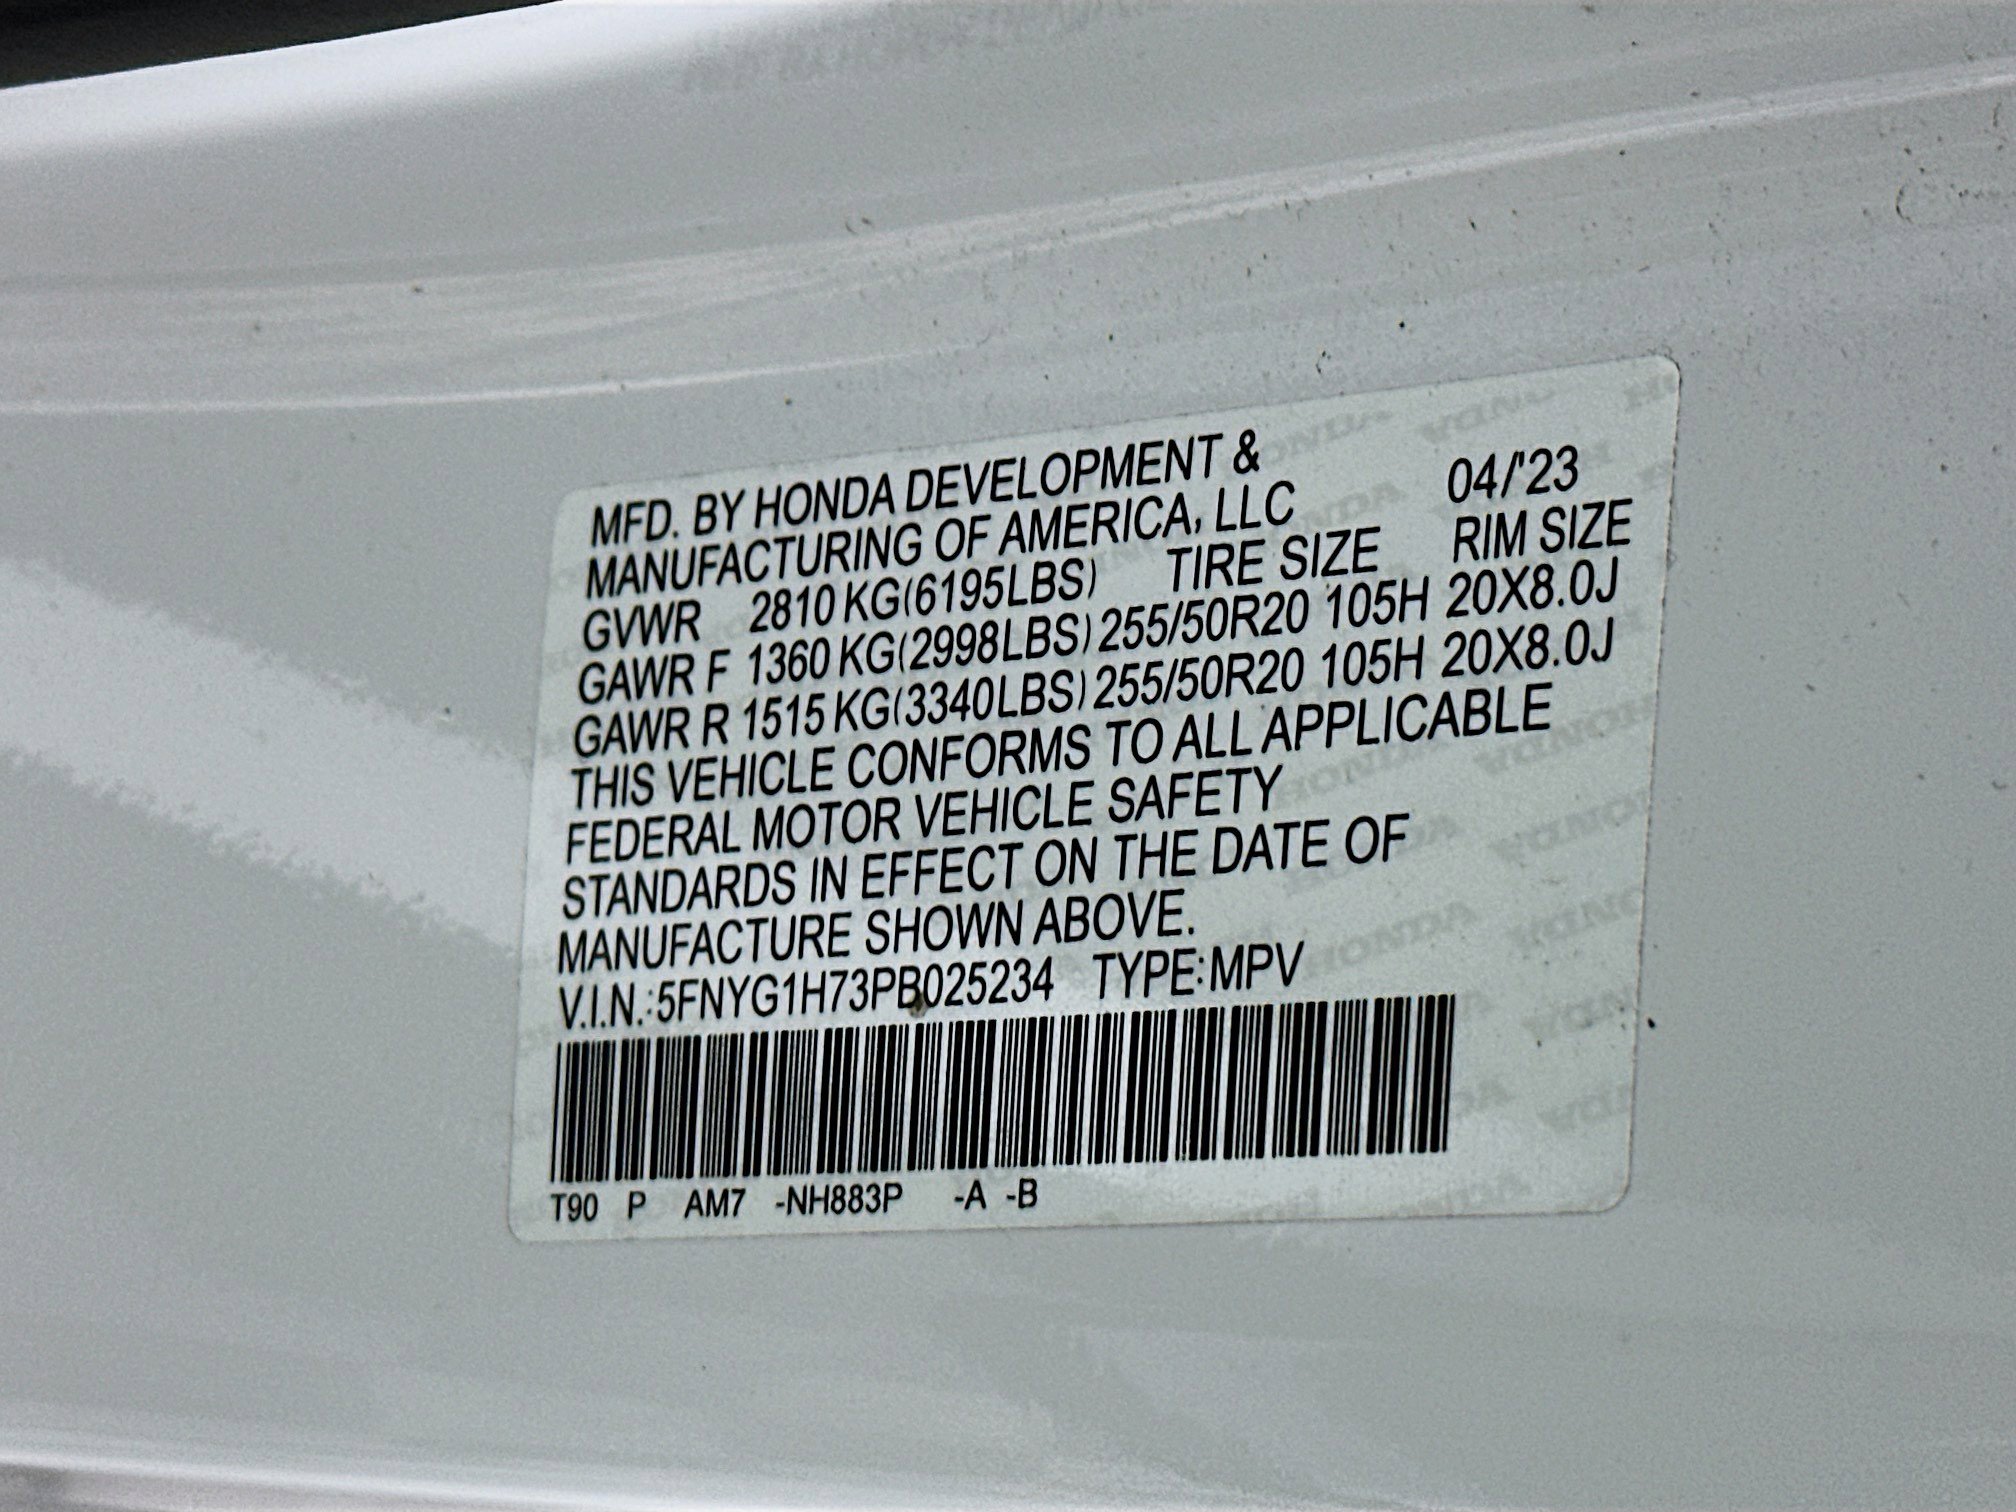 MFD. BY HONDA DEVELOPMENT &
MANUFACTURING OF AMERICA, LLC 04/'23
GVWR 2810 KG(6195LBS) TIRE SIZE RIM SIZE
GAWR F 1360 KG(2998LBS) 255/50R20 105H 20X8.0J
GAWR R 1515 KG(3340LBS) 255/50R20 105H 20X8.0J
THIS VEHICLE CONFORMS TO ALL APPLICABLE
FEDERAL MOTOR VEHICLE SAFETY
STANDARDS IN EFFECT ON THE DATE OF
MANUFACTURE SHOWN ABOVE.
V.I.N.:5FNYG1H73PB025234 TYPE:MPV
T90 P AM7 -NH883P -A -B